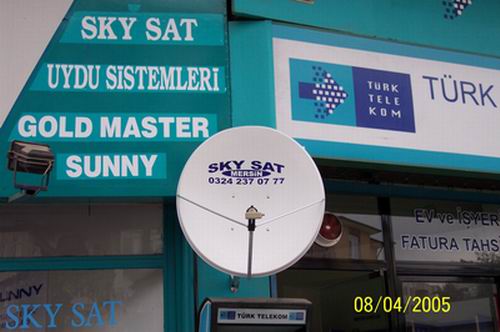 SKY SAT
UYDU SİSTEMLERİ
GOLD MASTER
SUNNY
TÜRK
TELE
KOM
TÜRK
SKY SAT
MERSİN
0324 237 07 77
EV ve İŞYER
FATURA TAHS
SUNNY
SKY SAT
TÜRK TELEKOM
08/04/2005